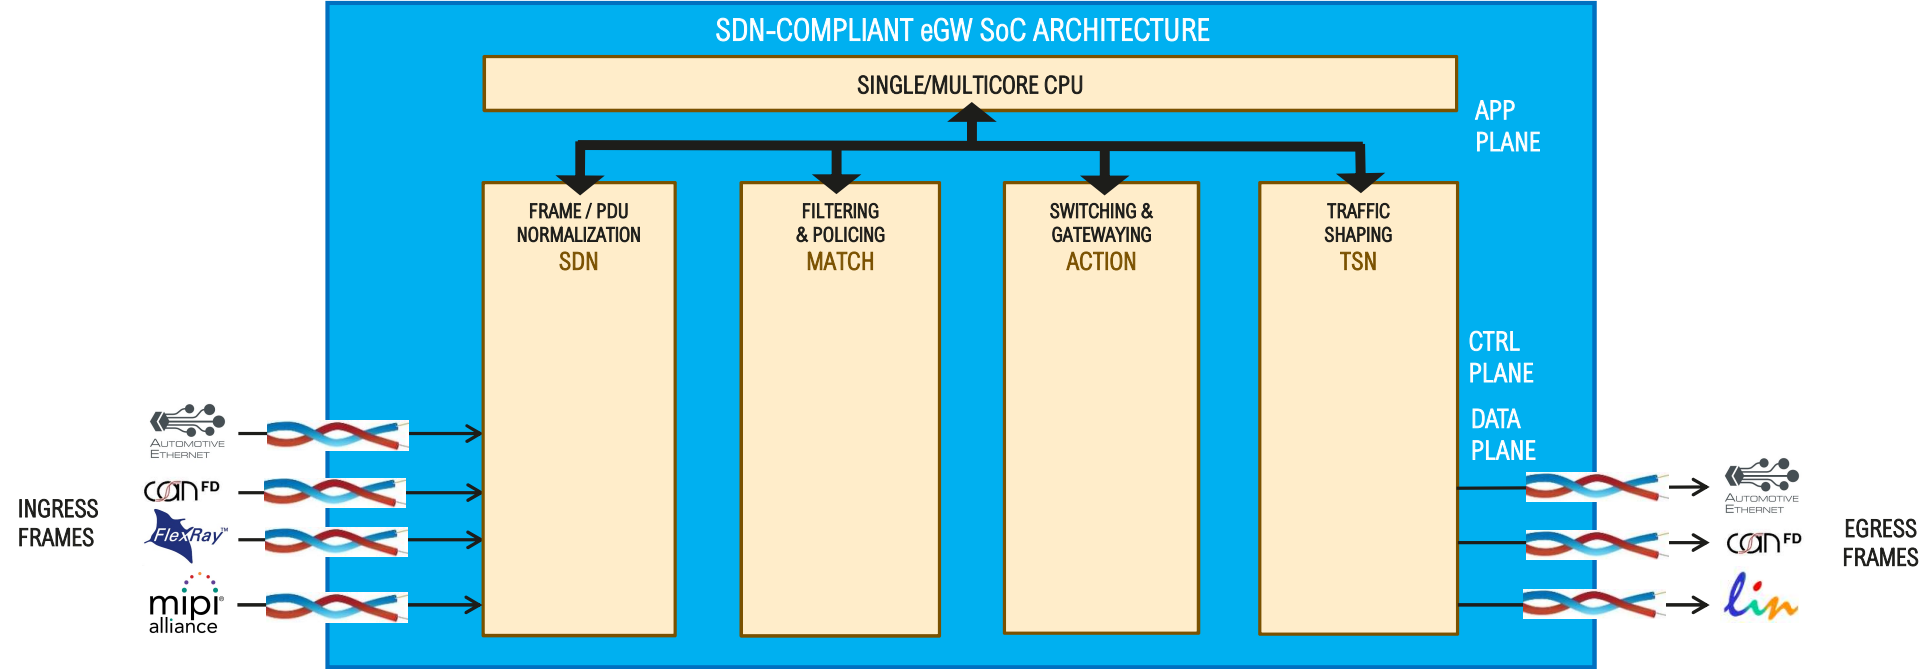 SDN-COMPLIANT eGW SoC ARCHITECTURE
SINGLE/MULTICORE CPU
APP
PLANE
FRAME / PDU
NORMALIZATION
SDN
FILTERING
& POLICING
MATCH
SWITCHING &
GATEWAYING
ACTION
TRAFFIC
SHAPING
TSN
CTRL
PLANE
DATA
PLANE
INGRESS
FRAMES
AUTOMOTIVE
ETHERNET
CAN FD
FlexRay™
mipi®
alliance
AUTOMOTIVE
ETHERNET
CAN FD
lin
EGRESS
FRAMES